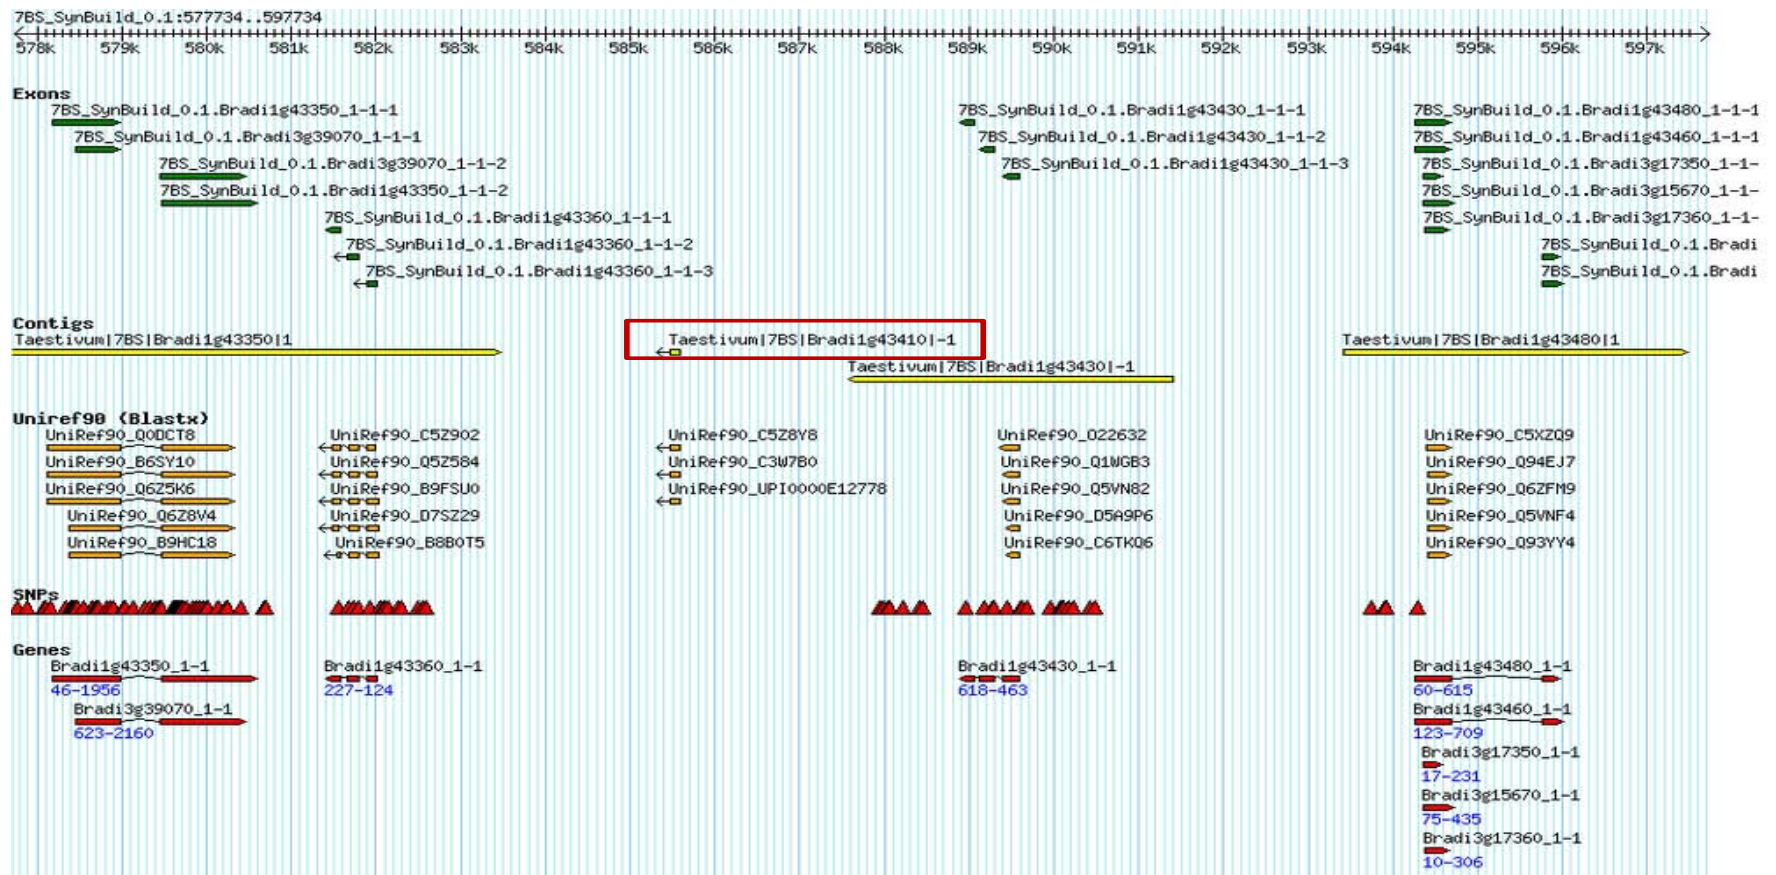 7BS_SynBuild_0.1:577734..597734
578k 579k 580k 581k 582k 583k 584k 585k 586k 587k 588k 589k 590k 591k 592k 593k 594k 595k 596k 597k
Exons
7BS_SynBuild_0.1.Bradi1g43350_1-1-1 7BS_SynBuild_0.1.Bradi1g43430_1-1-1 7BS_SynBuild_0.1.Bradi1g43480_1-1-1
7BS_SynBuild_0.1.Bradi3g39070_1-1-1 7BS_SynBuild_0.1.Bradi1g43430_1-1-2 7BS_SynBuild_0.1.Bradi1g43460_1-1-1
7BS_SynBuild_0.1.Bradi3g39070_1-1-2 7BS_SynBuild_0.1.Bradi1g43430_1-1-3 7BS_SynBuild_0.1.Bradi3g17350_1-1-
7BS_SynBuild_0.1.Bradi1g43350_1-1-2 7BS_SynBuild_0.1.Bradi3g15670_1-1-
7BS_SynBuild_0.1.Bradi1g43360_1-1-1 7BS_SynBuild_0.1.Bradi3g17360_1-1-
7BS_SynBuild_0.1.Bradi1g43360_1-1-2 7BS_SynBuild_0.1.Bradi
7BS_SynBuild_0.1.Bradi1g43360_1-1-3 7BS_SynBuild_0.1.Bradi
Contigs
Taestivum|7BS|Bradi1g43350|1 Taestivum|7BS|Bradi1g43410|-1 Taestivum|7BS|Bradi1g43480|1
Taestivum|7BS|Bradi1g43430|-1
Uniref90 (Blastx)
UniRef90_Q0DCT8 UniRef90_C5Z902 UniRef90_C5Z8Y8 UniRef90_O22632 UniRef90_C5XZQ9
UniRef90_B6SY10 UniRef90_Q5Z584 UniRef90_C3W7B0 UniRef90_Q1WGB3 UniRef90_Q94EJ7
UniRef90_Q6Z5K6 UniRef90_B9FSU0 UniRef90_UPI0000E12778 UniRef90_Q5VN82 UniRef90_Q6ZFM9
UniRef90_Q6Z8V4 UniRef90_D7SZ29 UniRef90_D5A9P6 UniRef90_Q5VNF4
UniRef90_B9HC18 UniRef90_B8B0T5 UniRef90_C6TKQ6 UniRef90_Q93YY4
SNPs
Genes
Bradi1g43350_1-1 Bradi1g43360_1-1 Bradi1g43430_1-1 Bradi1g43480_1-1
46-1956 227-124 618-463 60-615
Bradi3g39070_1-1 Bradi1g43460_1-1
623-2160 123-709
Bradi3g17350_1-1
17-231
Bradi3g15670_1-1
75-435
Bradi3g17360_1-1
10-306